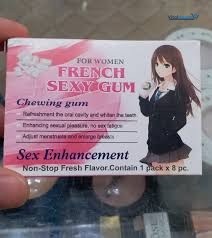 FOR WOMEN
FRENCH
SEXY GUM
Chewing gum
Refreshment the oral cavity and whiten the teeth
Enhancing sexual pleasure, no sex fatigue
Adjust menstruate and enlarge breasts
Sex Enhancement
Non-Stop Fresh Flavor.Contain 1 pack x 8 pc.